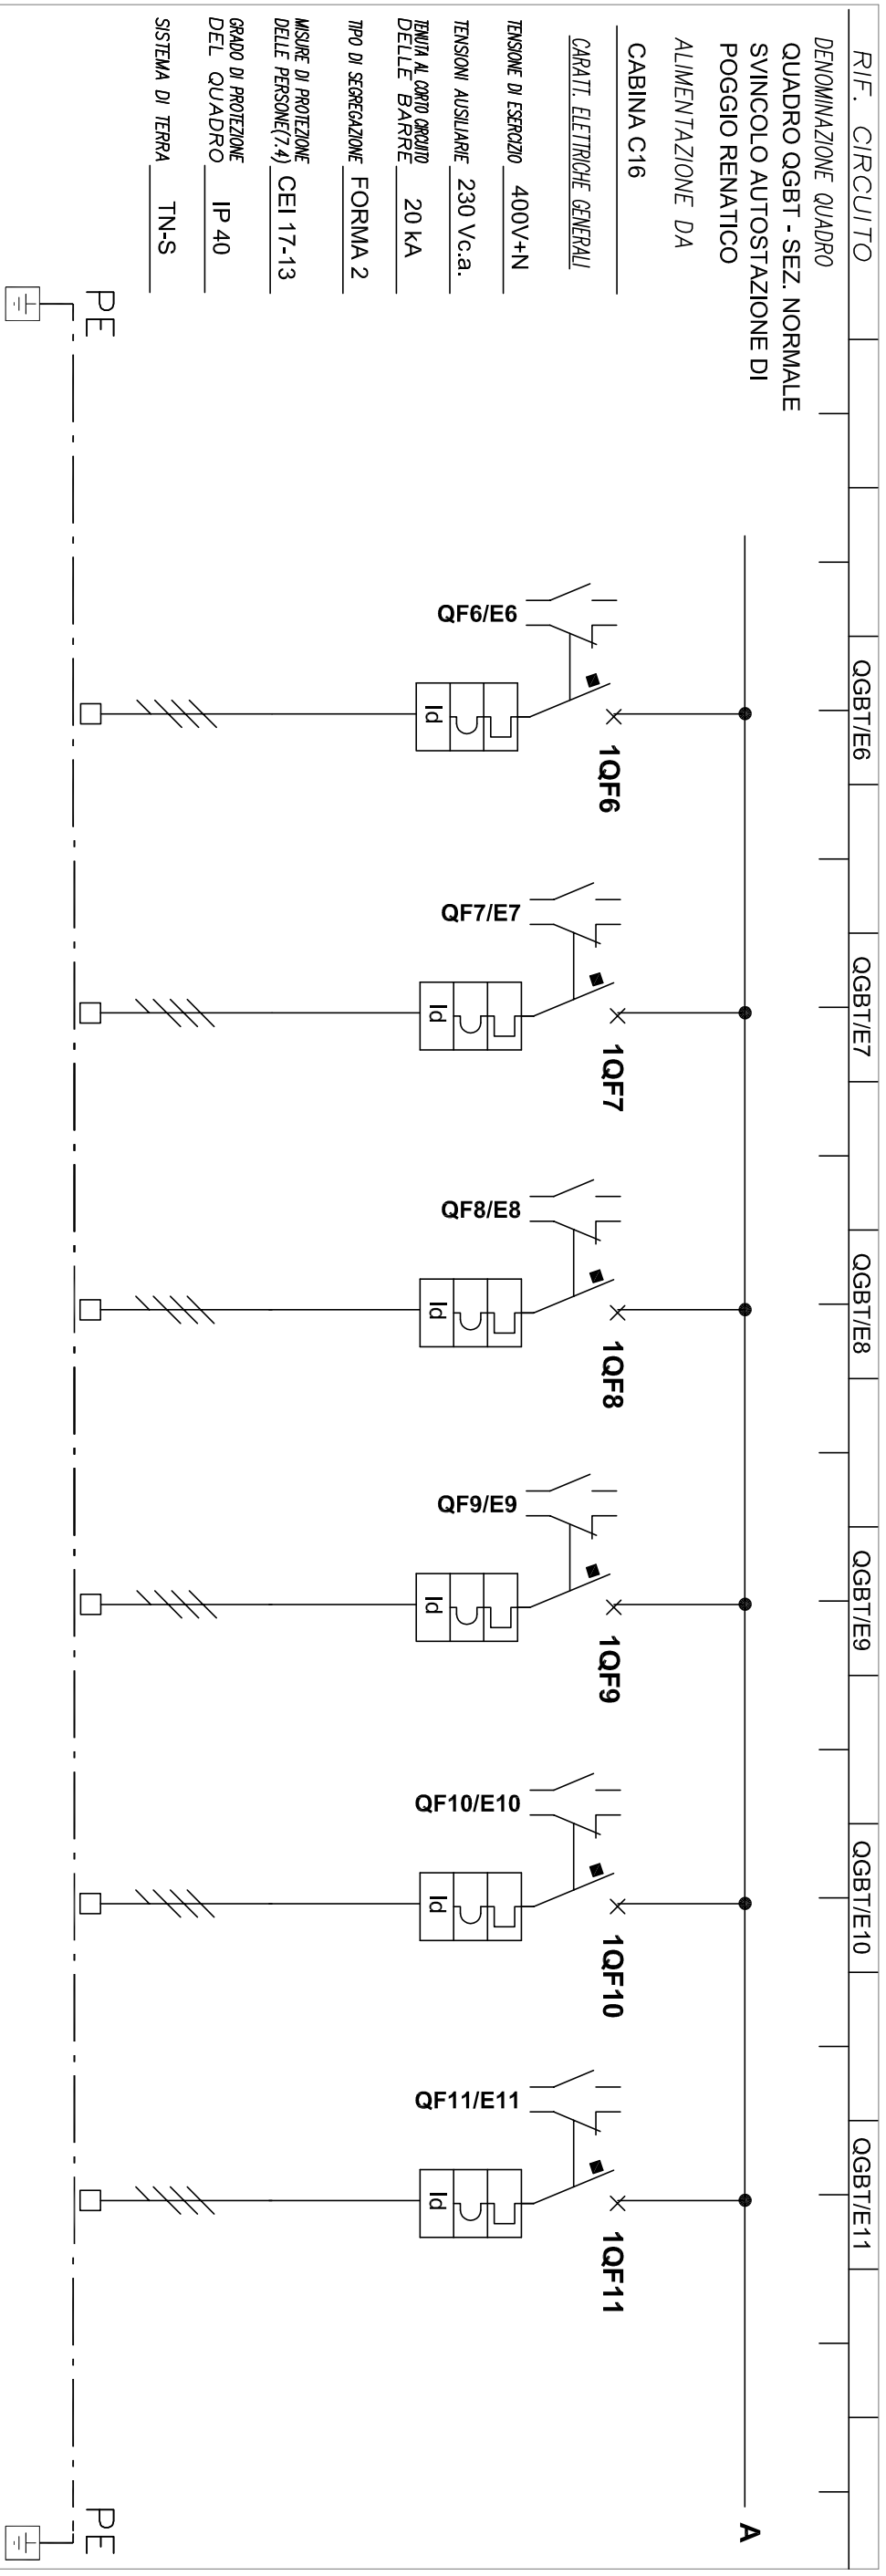 RIF. CIRCUITO
QGBT/E6
QGBT/E7
QGBT/E8
QGBT/E9
QGBT/E10
QGBT/E11
DENOMINAZIONE QUADRO
QUADRO QGBT - SEZ. NORMALE
SVINCOLO AUTOSTAZIONE DI
POGGIO RENATICO
ALIMENTAZIONE DA
CABINA C16
CARATT. ELETTRICHE GENERALI
TENSIONE DI ESERCIZIO
400V+N
TENSIONI AUSILIARIE
230 Vc.a.
TENUTA AL CORTO CIRCUITO
DELLE BARRE
20 kA
TIPO DI SEGREGAZIONE
FORMA 2
MISURE DI PROTEZIONE
DELLE PERSONE(7.4)
CEI 17-13
GRADO DI PROTEZIONE
DEL QUADRO
IP 40
SISTEMA DI TERRA
TN-S
A
1QF6
QF6/E6
Id
1QF7
QF7/E7
Id
1QF8
QF8/E8
Id
1QF9
QF9/E9
Id
1QF10
QF10/E10
Id
1QF11
QF11/E11
Id
PE
PE